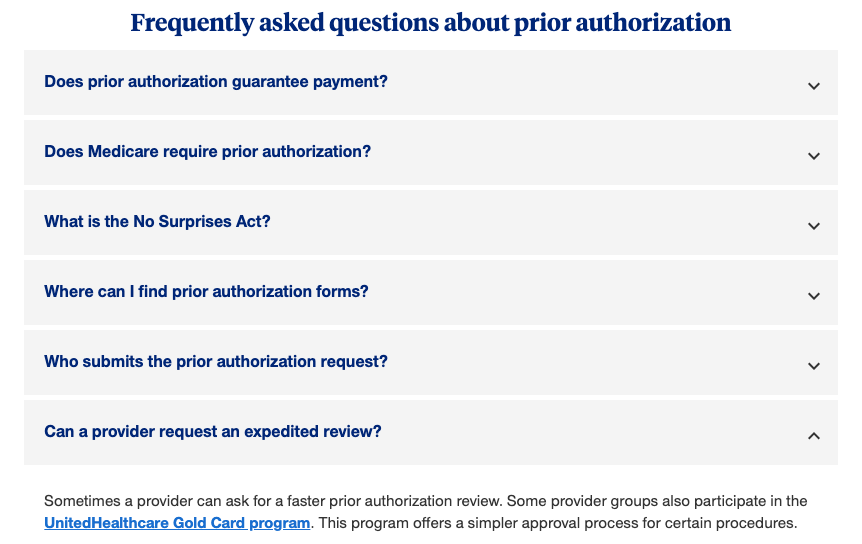 Frequently asked questions about prior authorization
Does prior authorization guarantee payment?
Does Medicare require prior authorization?
What is the No Surprises Act?
Where can I find prior authorization forms?
Who submits the prior authorization request?
Can a provider request an expedited review?
Sometimes a provider can ask for a faster prior authorization review. Some provider groups also participate in the
UnitedHealthcare Gold Card program. This program offers a simpler approval process for certain procedures.